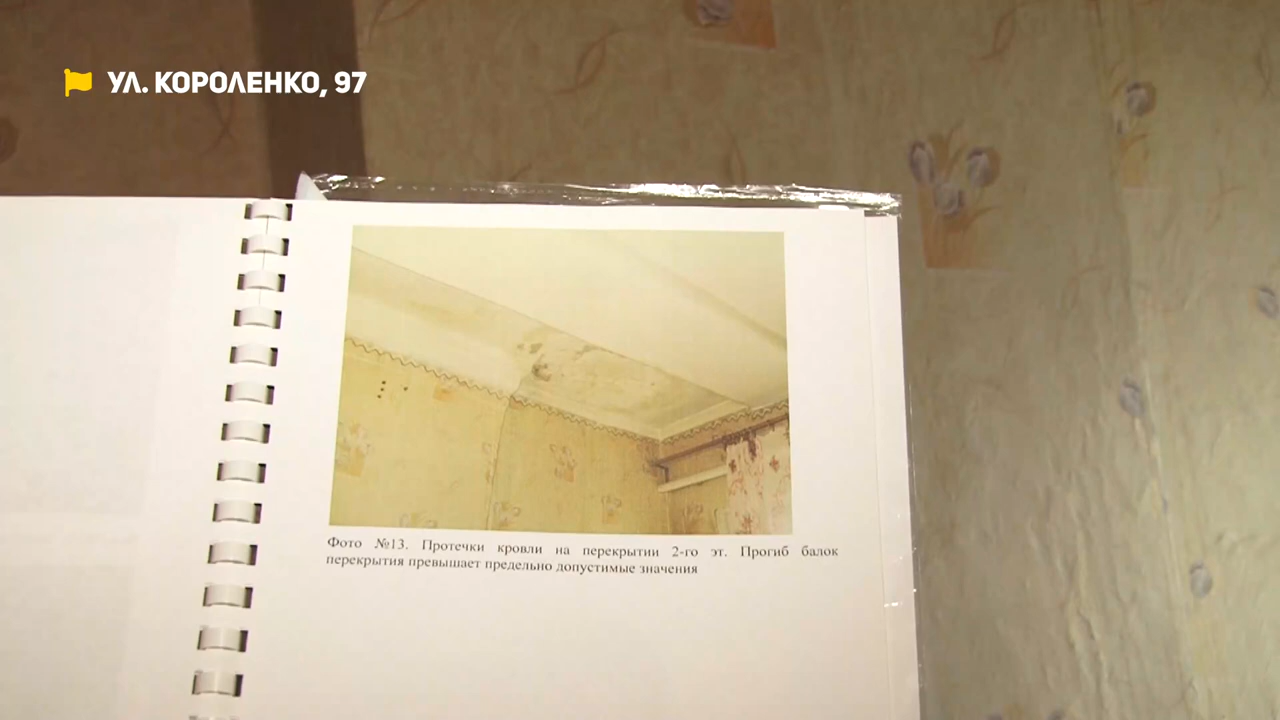 УЛ. КОРОЛЕНКО, 97
Фото №13. Протечки кровли на перекрытии 2-го эт. Прогиб балок
перекрытия превышает предельно допустимые значения